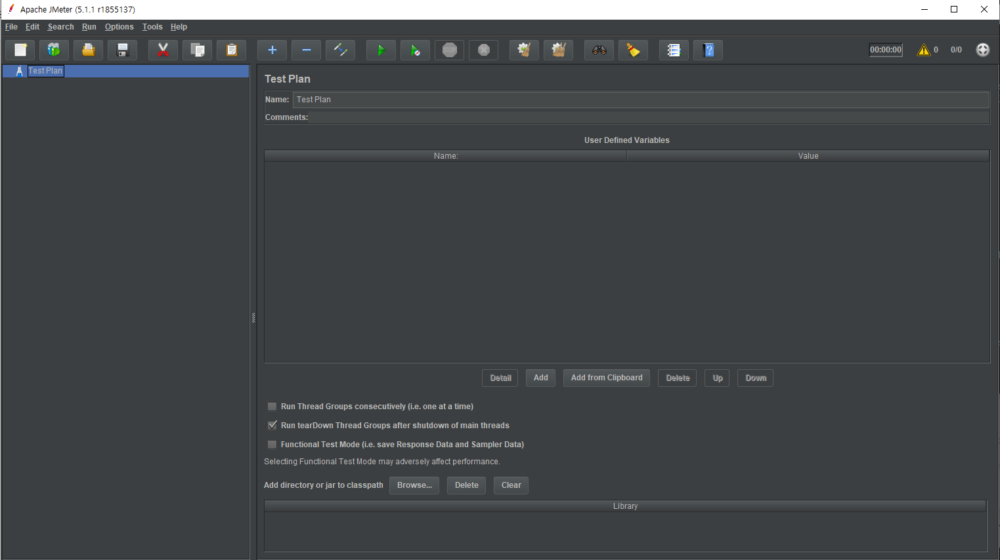 Apache JMeter (5.1.1 r1855137)
File Edit Search Run Options Tools Help
STOP
00:00:00 0 0/0
Test Plan
Test Plan
Name: Test Plan
Comments:
User Defined Variables
Name: Value
Detail Add Add from Clipboard Delete Up Down
Run Thread Groups consecutively (i.e. one at a time)
Run tearDown Thread Groups after shutdown of main threads
Functional Test Mode (i.e. save Response Data and Sampler Data)
Selecting Functional Test Mode may adversely affect performance.
Add directory or jar to classpath Browse... Delete Clear
Library